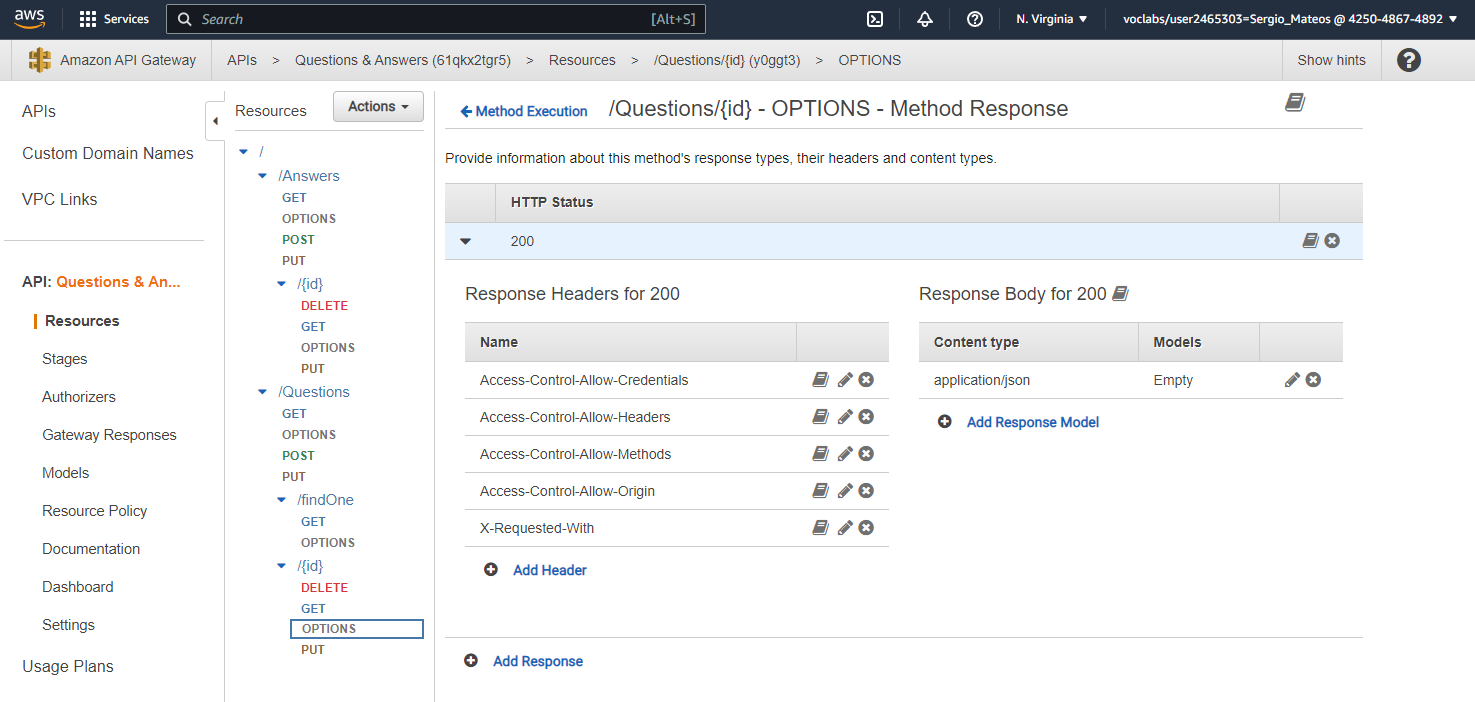 aws
Services
Search
[Alt+S]
N. Virginia
voclabs/user2465303=Sergio_Mateos @ 4250-4867-4892
Amazon API Gateway
APIs > Questions & Answers (61qkx2tgr5) > Resources > /Questions/{id} (y0ggt3) > OPTIONS
Show hints
?
APIs
Custom Domain Names
VPC Links
API: Questions & An...
Resources
Stages
Authorizers
Gateway Responses
Models
Resource Policy
Documentation
Dashboard
Settings
Usage Plans
Resources
Actions
/
/Answers
GET
OPTIONS
POST
PUT
/{id}
DELETE
GET
OPTIONS
PUT
/Questions
GET
OPTIONS
POST
PUT
/findOne
GET
OPTIONS
/{id}
DELETE
GET
OPTIONS
PUT
Method Execution
/Questions/{id} - OPTIONS - Method Response
Provide information about this method's response types, their headers and content types.
HTTP Status
200
Response Headers for 200
Name
Access-Control-Allow-Credentials
Access-Control-Allow-Headers
Access-Control-Allow-Methods
Access-Control-Allow-Origin
X-Requested-With
Add Header
Response Body for 200
Content type Models
application/json Empty
Add Response Model
Add Response